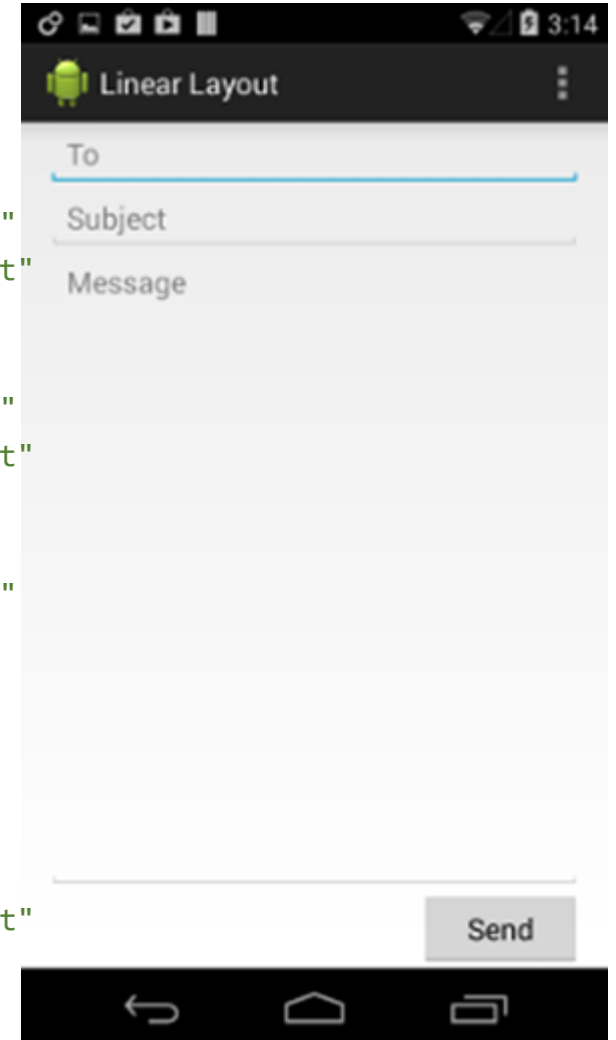 3:14
Linear Layout
To
"
Subject
t"
Message
"
t"
"
t"
Send